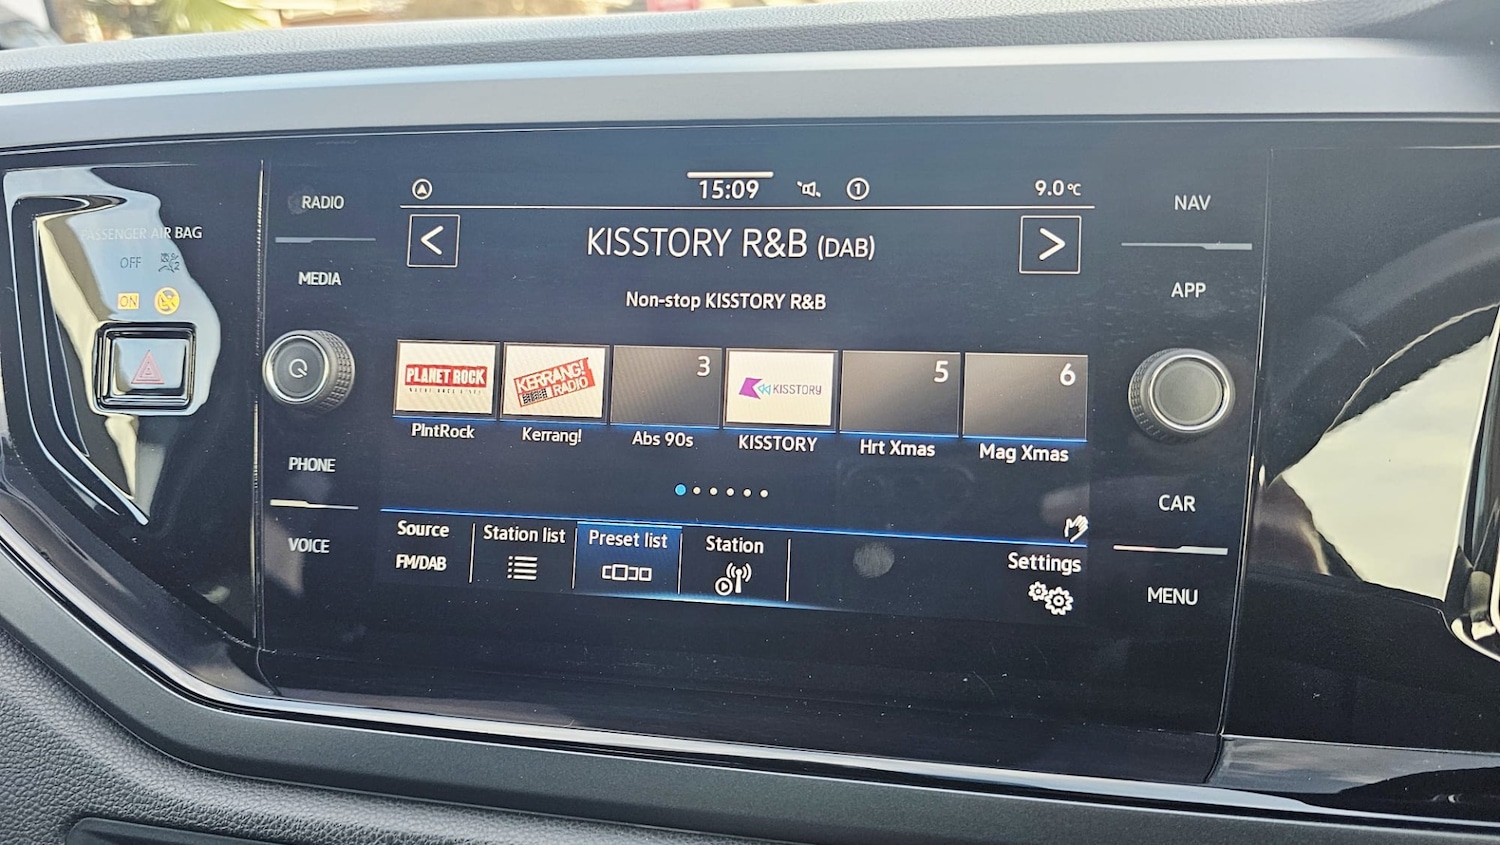 RADIO
MEDIA
PHONE
VOICE
PASSENGER AIR BAG
OFF
2
ON
15:09
1
9.0°C
<
KISSTORY R&B (DAB)
>
Non-stop KISSTORY R&B
PLANET ROCK
KERRANG!
RADIO
3
KISSTORY
5
6
PlntRock
Kerrang!
Abs 90s
KISSTORY
Hrt Xmas
Mag Xmas
Source
FM/DAB
Station list
Preset list
Station
Settings
NAV
APP
CAR
MENU